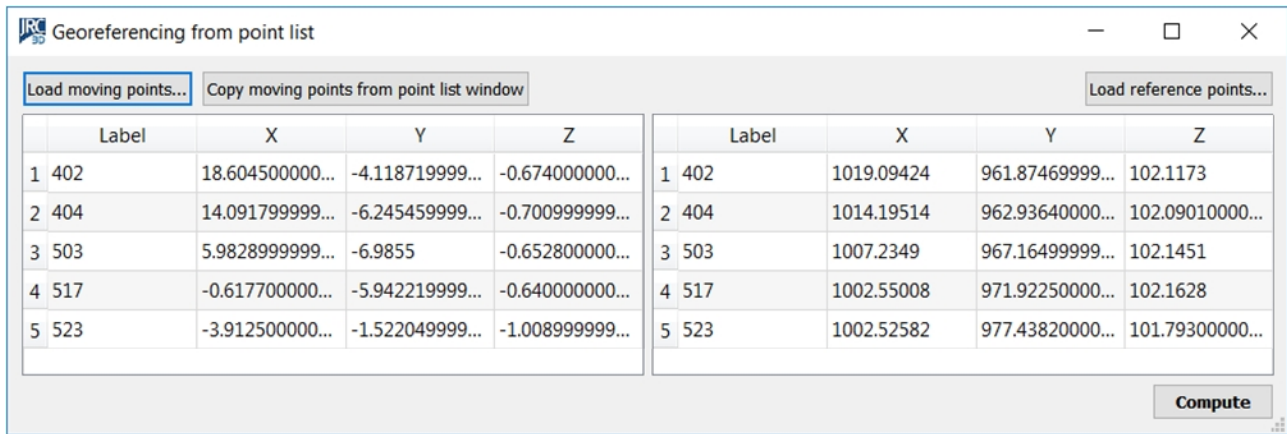 JRC 3D Georeferencing from point list
Load moving points... Copy moving points from point list window Load reference points...
Label X Y Z Label X Y Z
1 402 18.604500000... -4.118719999... -0.674000000... 1 402 1019.09424 961.87469999... 102.1173
2 404 14.091799999... -6.245459999... -0.700999999... 2 404 1014.19514 962.93640000... 102.09010000...
3 503 5.9828999999... -6.9855 -0.652800000... 3 503 1007.2349 967.16499999... 102.1451
4 517 -0.617700000... -5.942219999... -0.640000000... 4 517 1002.55008 971.92250000... 102.1628
5 523 -3.912500000... -1.522049999... -1.008999999... 5 523 1002.52582 977.43820000... 101.79300000...
Compute